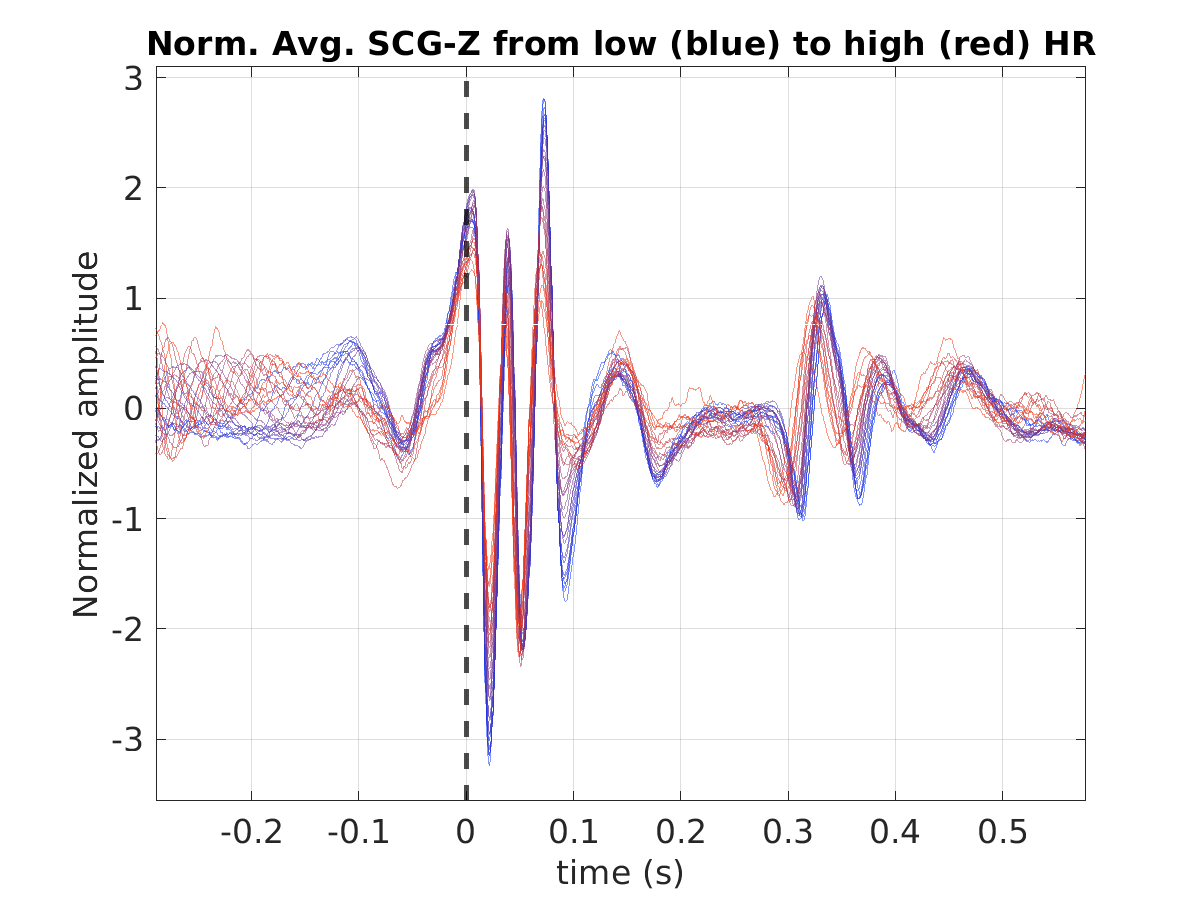 Norm. Avg. SCG-Z from low (blue) to high (red) HR
3
2
1
0
-1
-2
-3
Normalized amplitude
-0.2 -0.1 0 0.1 0.2 0.3 0.4 0.5
time (s)